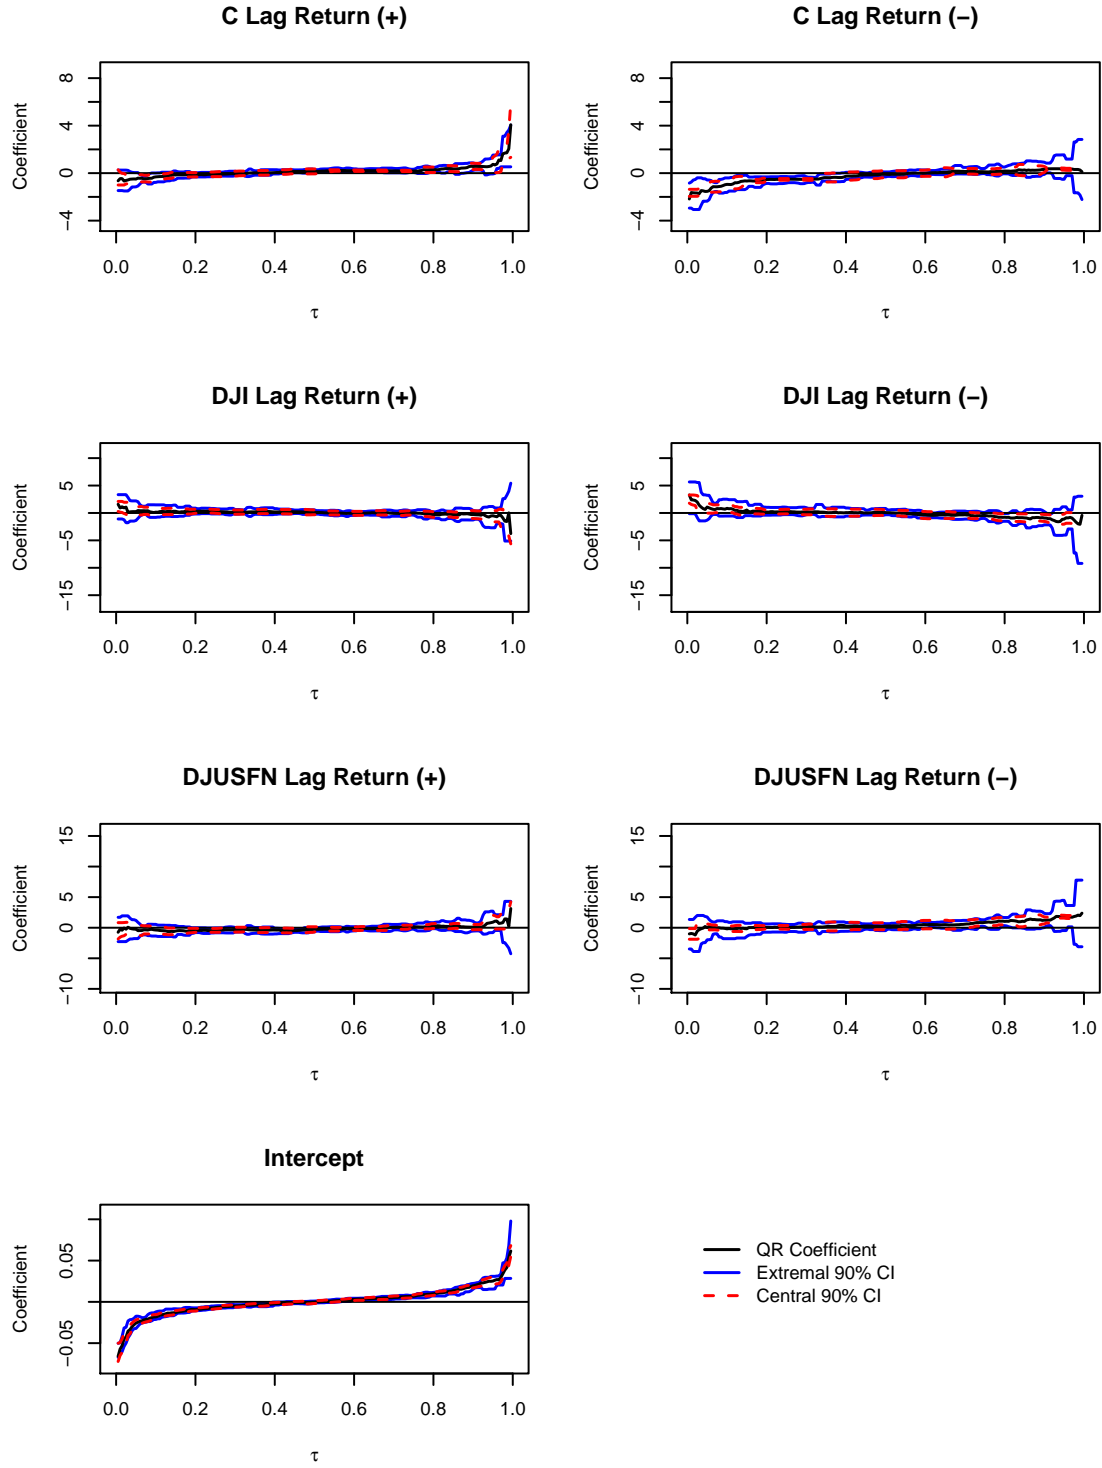 C Lag Return (+)
Coefficient
8
4
0
−4
0.0 0.2 0.4 0.6 0.8 1.0
τ
C Lag Return (−)
Coefficient
8
4
0
−4
0.0 0.2 0.4 0.6 0.8 1.0
τ
DJI Lag Return (+)
Coefficient
5
−5
−15
0.0 0.2 0.4 0.6 0.8 1.0
τ
DJI Lag Return (−)
Coefficient
5
−5
−15
0.0 0.2 0.4 0.6 0.8 1.0
τ
DJUSFN Lag Return (+)
Coefficient
15
5
0
−10
0.0 0.2 0.4 0.6 0.8 1.0
τ
DJUSFN Lag Return (−)
Coefficient
15
5
0
−10
0.0 0.2 0.4 0.6 0.8 1.0
τ
Intercept
Coefficient
0.05
−0.05
0.0 0.2 0.4 0.6 0.8 1.0
τ
QR Coefficient
Extremal 90% CI
Central 90% CI